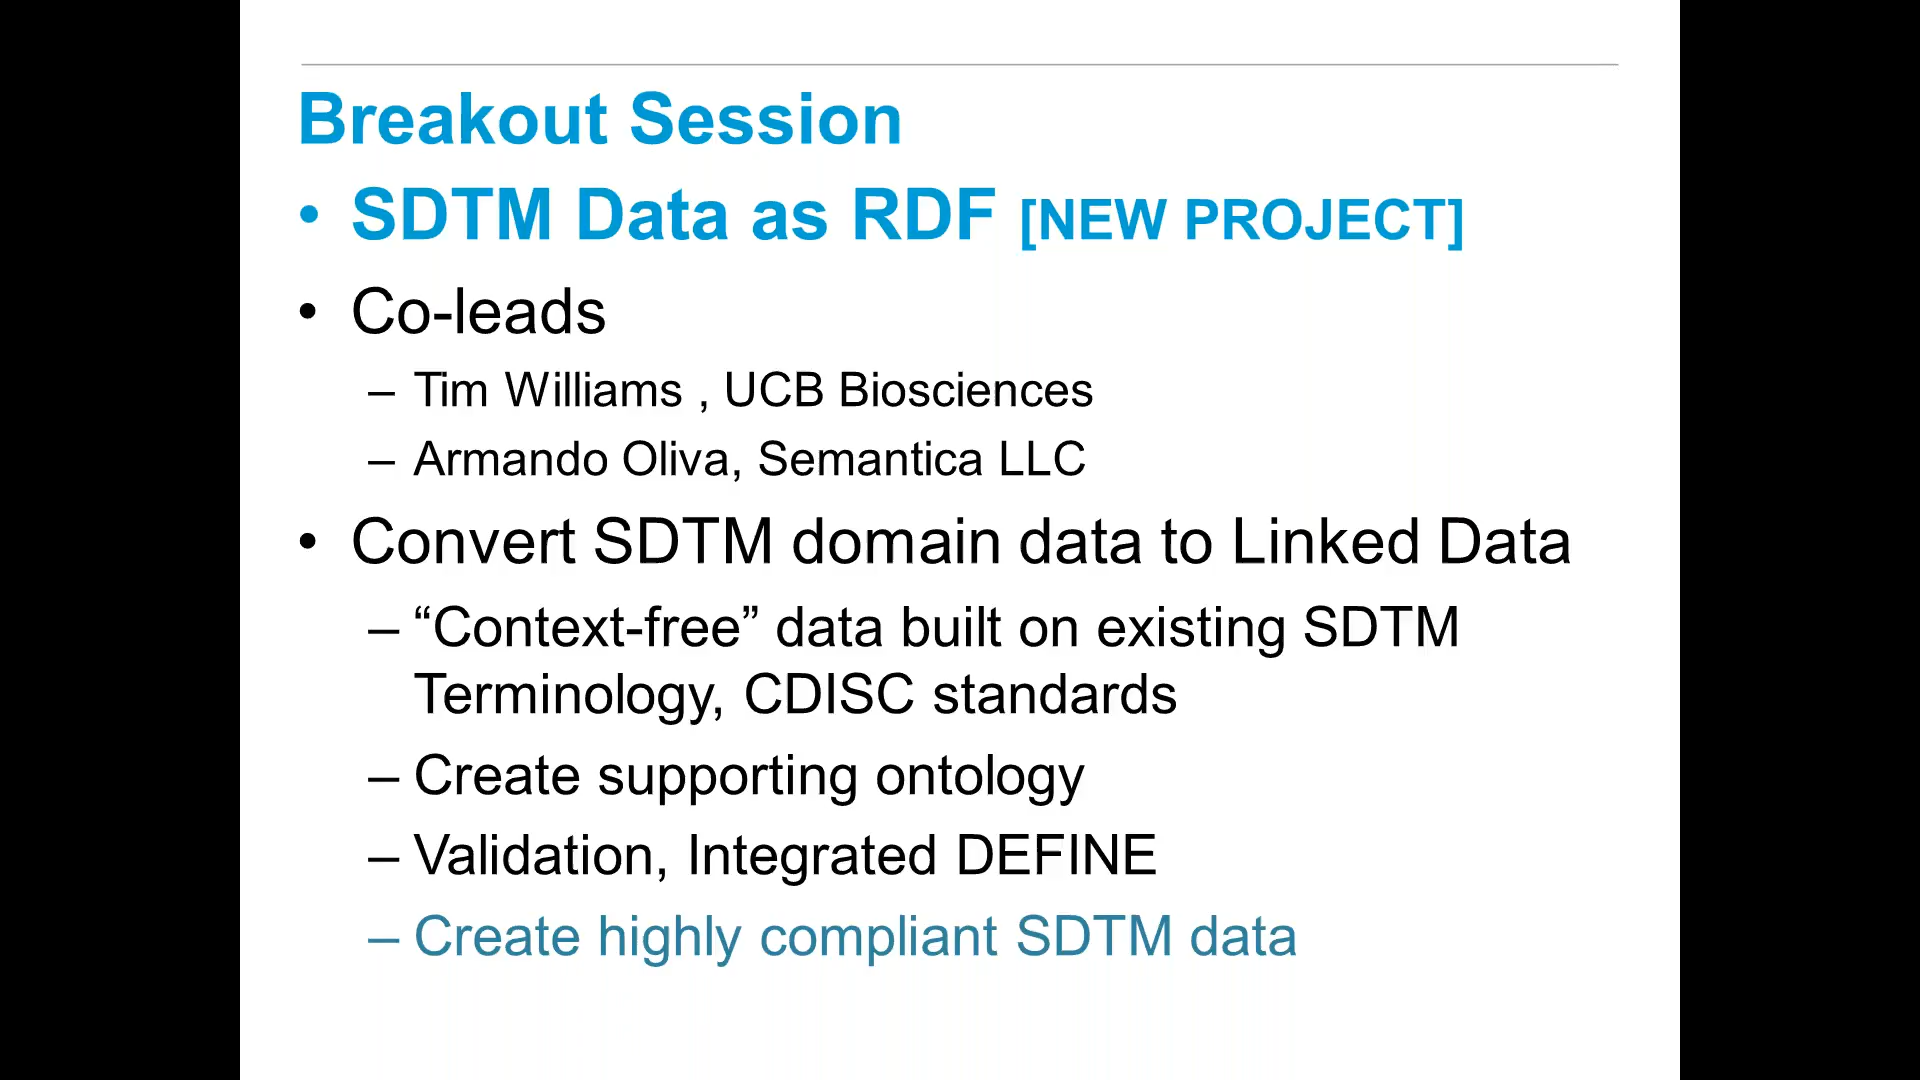 Breakout Session
• SDTM Data as RDF [NEW PROJECT]
• Co-leads
– Tim Williams , UCB Biosciences
– Armando Oliva, Semantica LLC
• Convert SDTM domain data to Linked Data
– “Context-free” data built on existing SDTM
Terminology, CDISC standards
– Create supporting ontology
– Validation, Integrated DEFINE
– Create highly compliant SDTM data